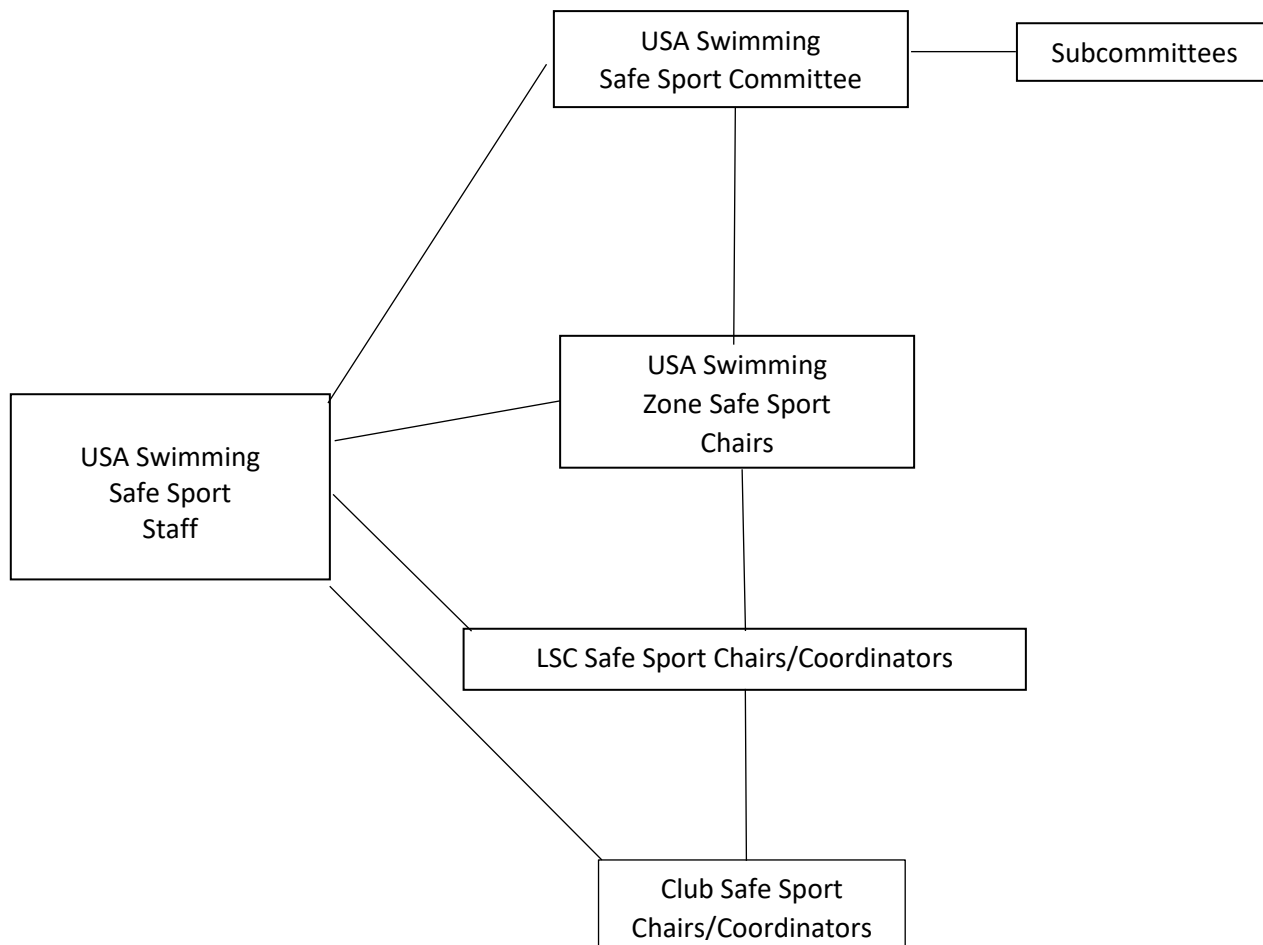 USA Swimming
Safe Sport Committee
Subcommittees
USA Swimming
Zone Safe Sport
Chairs
USA Swimming
Safe Sport
Staff
LSC Safe Sport Chairs/Coordinators
Club Safe Sport
Chairs/Coordinators